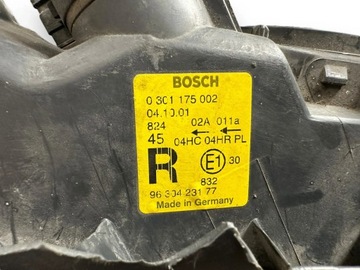 BOSCH
0 301 175 002
04.10.01
824 02A 011a
45 ← ←
04HC 04HR PL
R E1 30
832
96 304 231 77
Made in Germany